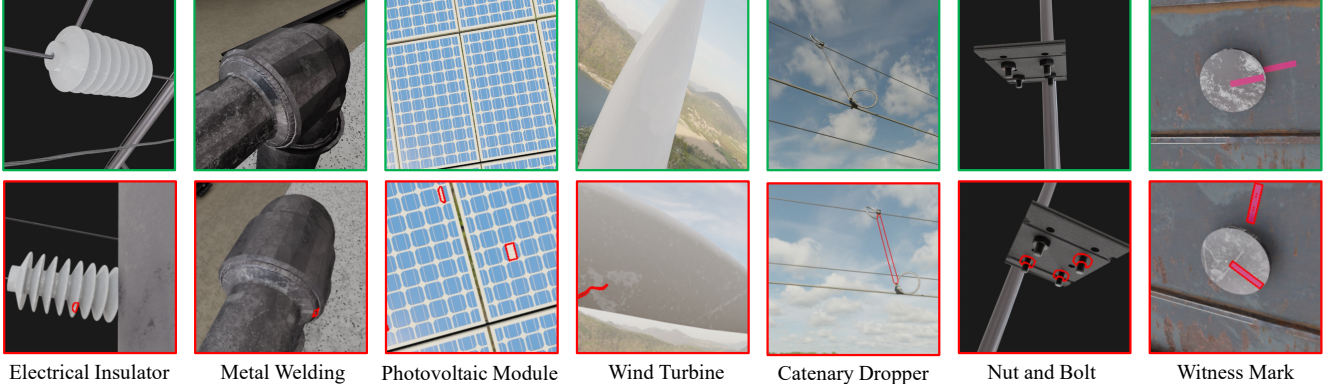 Electrical Insulator
Metal Welding
Photovoltaic Module
Wind Turbine
Catenary Dropper
Nut and Bolt
Witness Mark